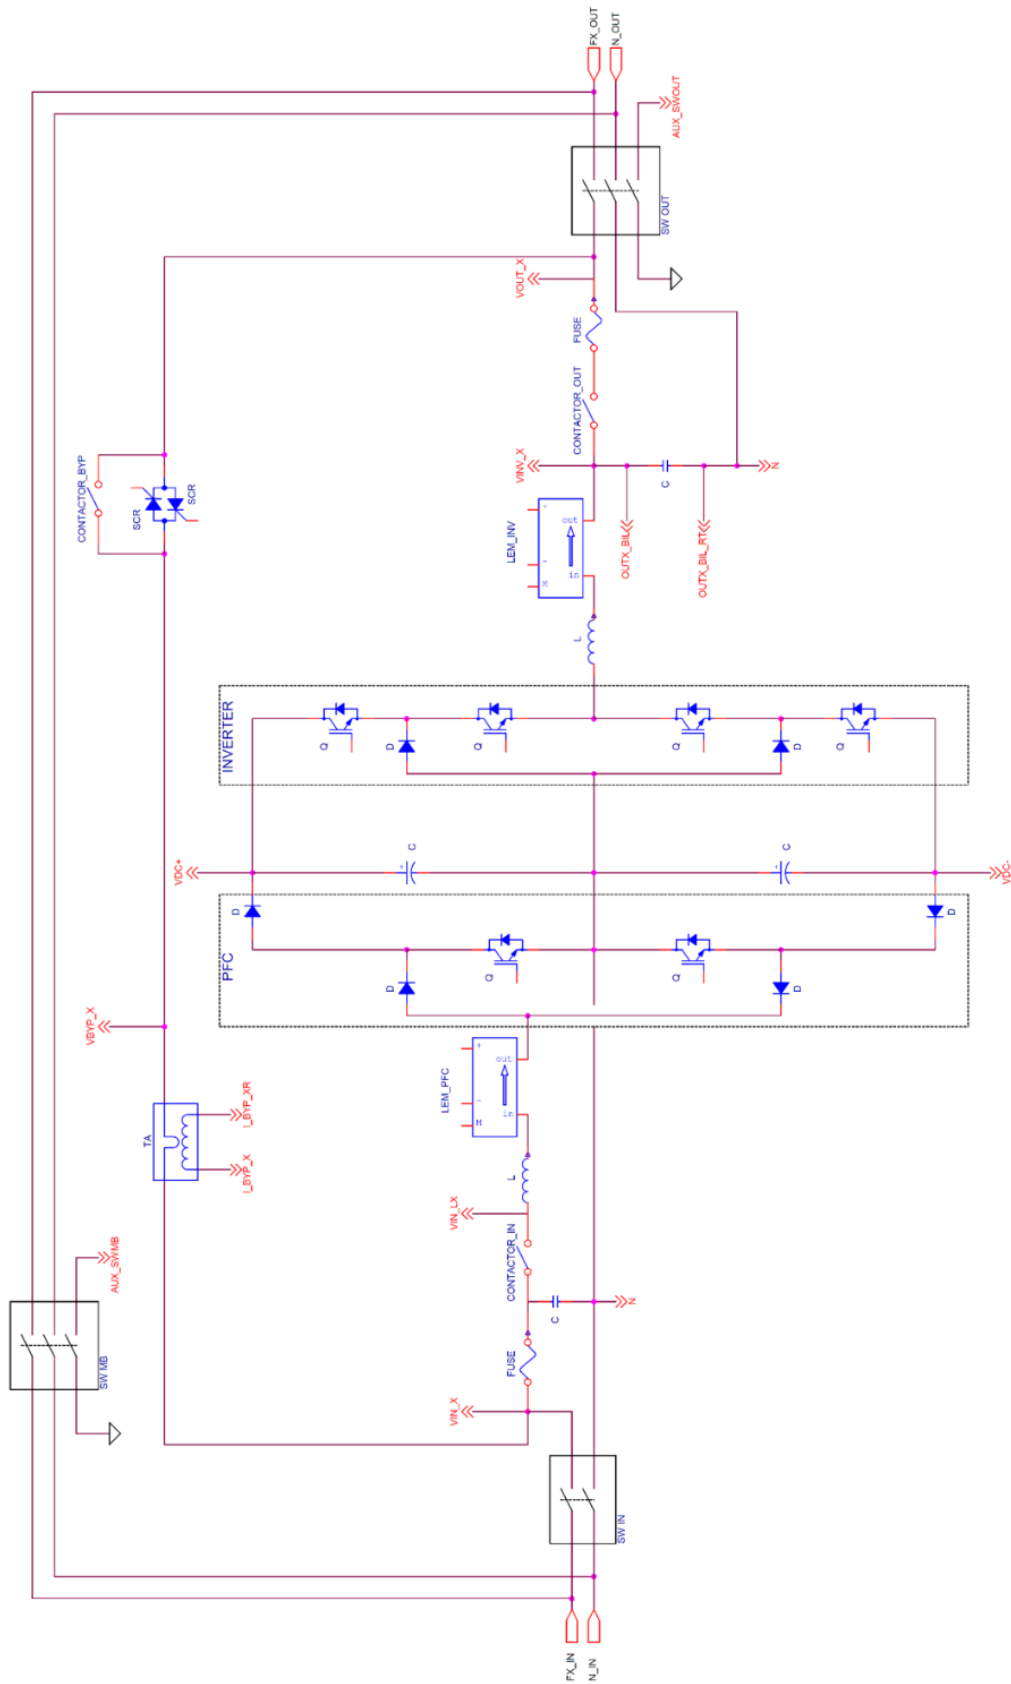 FX_OUT
N_OUT
AUX_SWOUT
SW OUT
VOUT_X
FUSE
CONTACTOR_OUT
CONTACTOR_BYP
SCR
SCR
VINV_X
N
C
LEM_INV
+
-
M
out
in
OUTX_BIL
OUTX_BIL_RT
L
INVERTER
Q
D
Q
Q
D
Q
VDC+
C
C
VDC-
PFC
D
D
Q
Q
D
D
VBYP_X
LEM_PFC
+
-
M
out
in
TA
I_BYP_XR
I_BYP_X
L
VIN_LX
CONTACTOR_IN
AUX_SWMB
SW MB
C
N
FUSE
VIN_X
SW IN
FX_IN
N_IN